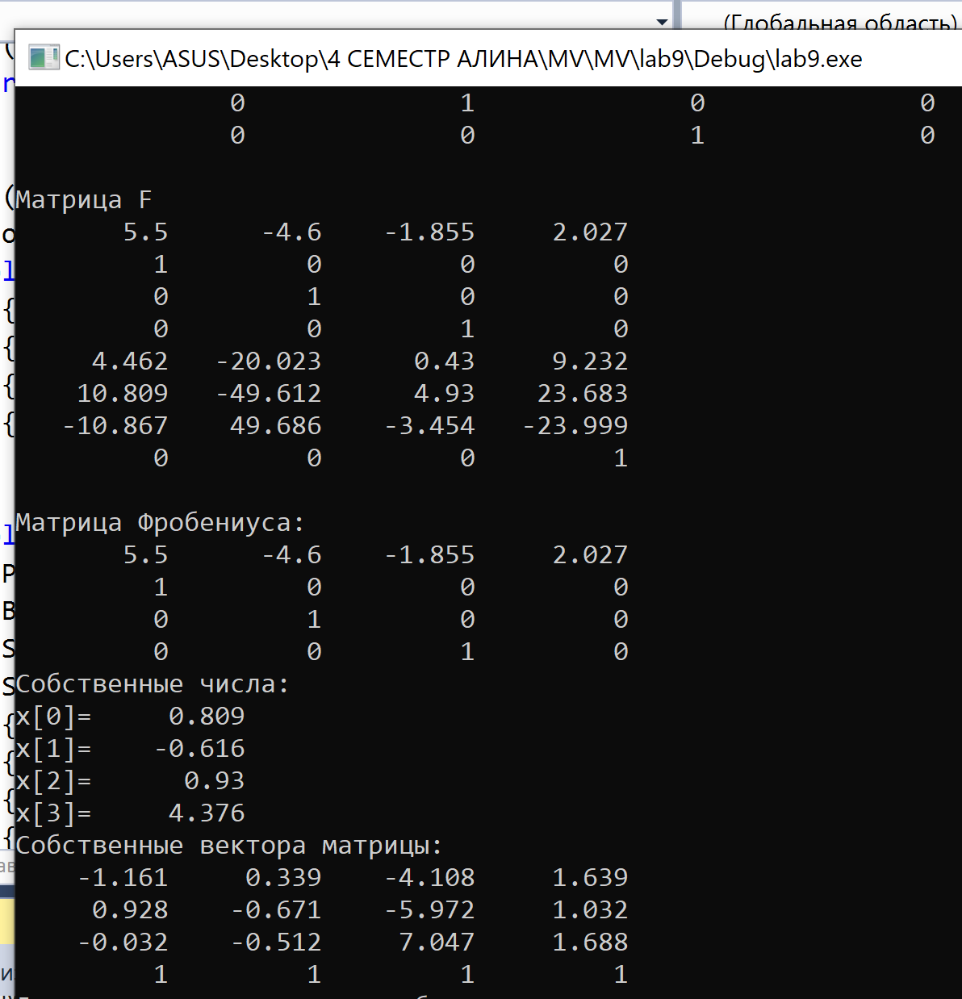 (Глобальная область)
C:\Users\ASUS\Desktop\4 СЕМЕСТР АЛИНА\MV\MV\lab9\Debug\lab9.exe
0 1 0 0
0 0 1 0
Матрица F
5.5 -4.6 -1.855 2.027
1 0 0 0
0 1 0 0
0 0 1 0
4.462 -20.023 0.43 9.232
10.809 -49.612 4.93 23.683
-10.867 49.686 -3.454 -23.999
0 0 0 1
Матрица Фробениуса:
5.5 -4.6 -1.855 2.027
1 0 0 0
0 1 0 0
0 0 1 0
Собственные числа:
x[0]= 0.809
x[1]= -0.616
x[2]= 0.93
x[3]= 4.376
Собственные вектора матрицы:
-1.161 0.339 -4.108 1.639
0.928 -0.671 -5.972 1.032
-0.032 -0.512 7.047 1.688
1 1 1 1